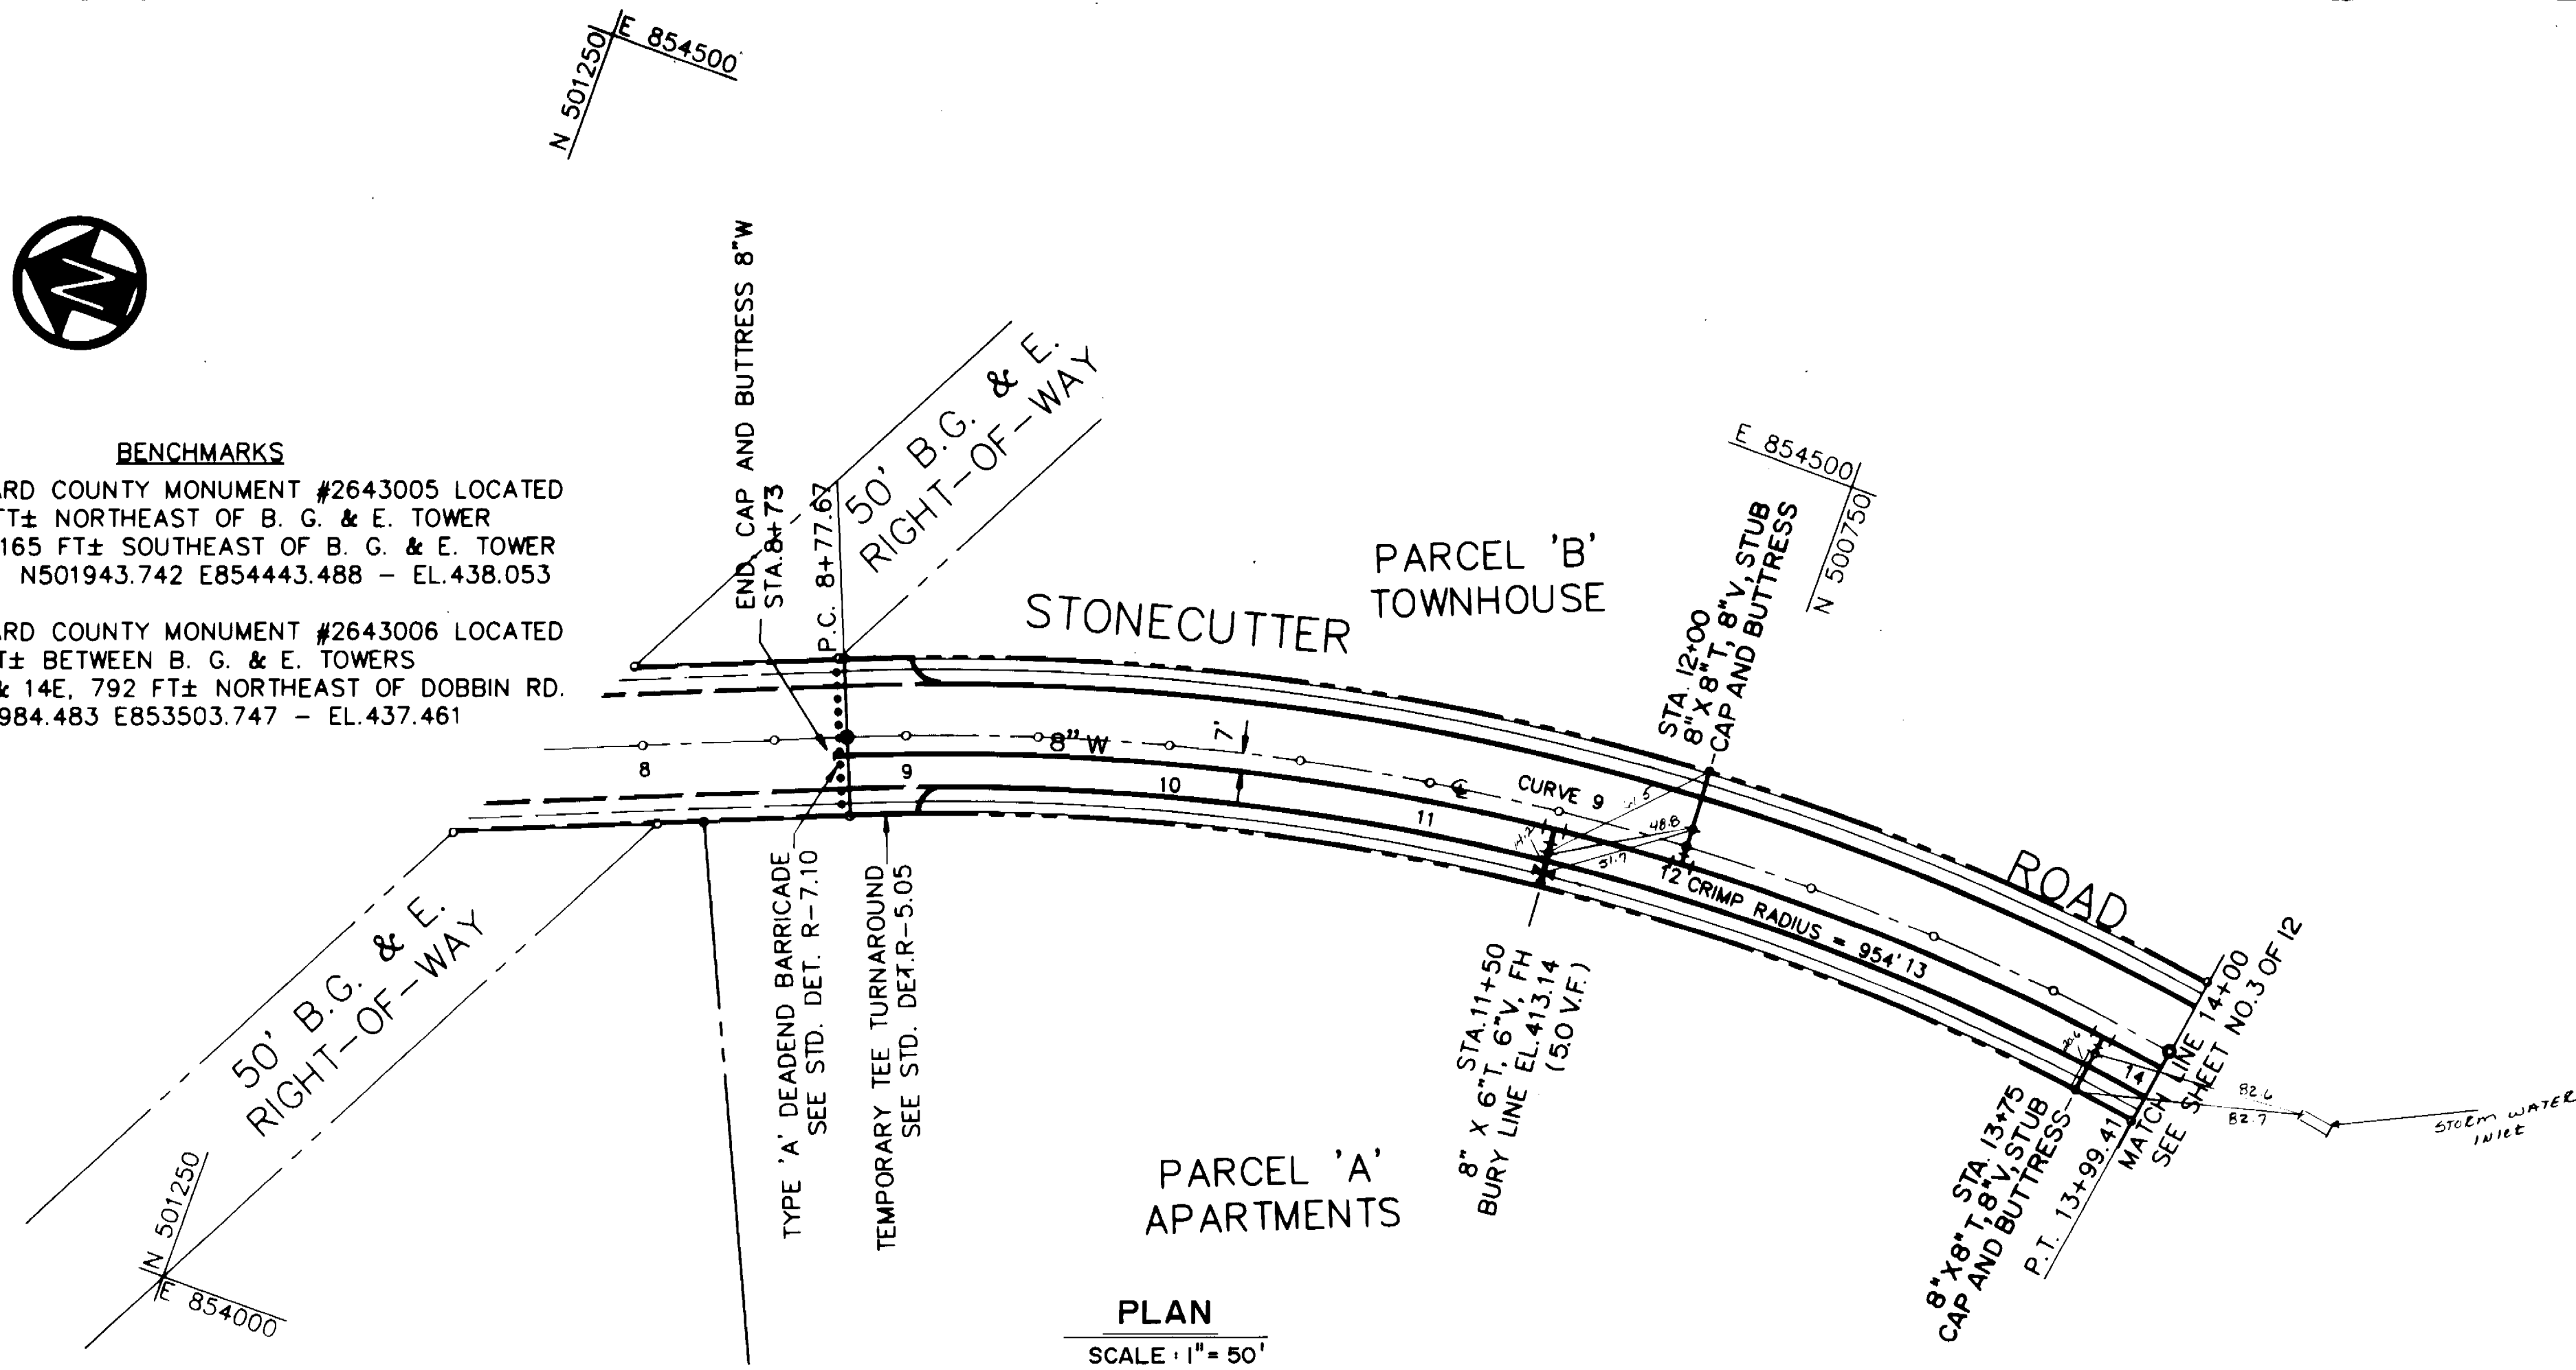 N 501250
E 854500
BENCHMARKS
ARD COUNTY MONUMENT #2643005 LOCATED
FT± NORTHEAST OF B. G. & E. TOWER
165 FT± SOUTHEAST OF B. G. & E. TOWER
N501943.742 E854443.488 - EL.438.053
ARD COUNTY MONUMENT #2643006 LOCATED
T± BETWEEN B. G. & E. TOWERS
& 14E, 792 FT± NORTHEAST OF DOBBIN RD.
984.483 E853503.747 - EL.437.461
END, CAP AND BUTTRESS 8"W
STA.8+73
P.C. 8+77.67
50' B.G. & E.
RIGHT-OF-WAY
STONECUTTER
PARCEL 'B'
TOWNHOUSE
STA. 12+00
8" X 8" T, 8"V, STUB
CAP AND BUTTRESS
E 854500
N 500750
8
9
8" W
10
7'
11
CURVE 9
℄
48.8
51.7
12 CRIMP RADIUS = 954' 13
ROAD
14
MATCH LINE 14+00
SEE SHEET NO.3 OF 12
82.6
82.7
STORM WATER
INlet
50' B.G. & E.
RIGHT-OF-WAY
N 501250
E 854000
TYPE 'A' DEADEND BARRICADE
SEE STD. DET. R-7.10
TEMPORARY TEE TURNAROUND
SEE STD. DET.R-5.05
STA.11+50
8" X 6"T, 6"V, FH
BURY LINE EL.413.14
(5.0 V.F.)
STA. 13+75
8"X8"T,8"V,STUB
CAP AND BUTTRESS
P.T. 13+99.41
PARCEL 'A'
APARTMENTS
PLAN
SCALE : 1" = 50'